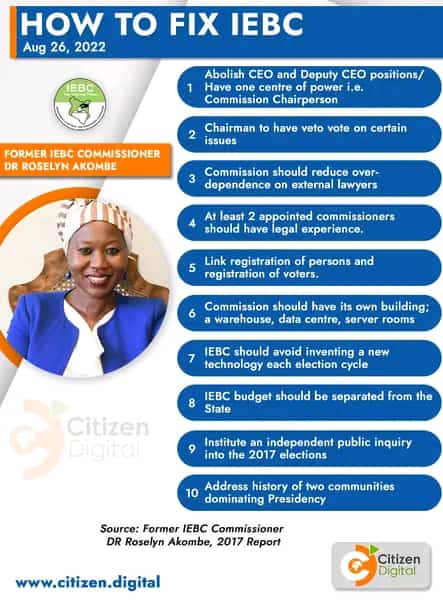 HOW TO FIX IEBC
Aug 26, 2022
IEBC
FORMER IEBC COMMISSIONER
DR ROSELYN AKOMBE
1 Abolish CEO and Deputy CEO positions/
Have one centre of power i.e.
Commission Chairperson
2 Chairman to have veto vote on certain
issues
3 Commission should reduce over-
dependence on external lawyers
4 At least 2 appointed commissioners
should have legal experience.
5 Link registration of persons and
registration of voters.
6 Commission should have its own building;
a warehouse, data centre, server rooms
7 IEBC should avoid inventing a new
technology each election cycle
8 IEBC budget should be separated from the
State
9 Institute an independent public inquiry
into the 2017 elections
10 Address history of two communities
dominating Presidency
Citizen
Digital
Source: Former IEBC Commissioner
DR Roselyn Akombe, 2017 Report
Citizen
Digital
www.citizen.digital